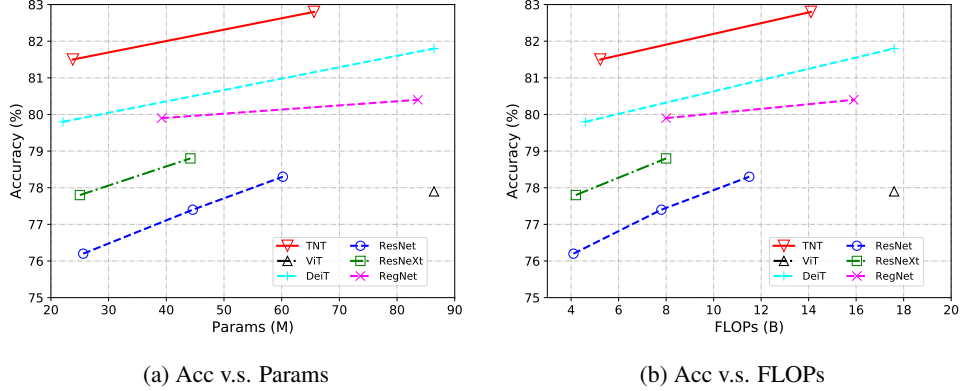 83
82
81
80
79
78
77
76
75
Accuracy (%)
20 30 40 50 60 70 80 90
Params (M)
TNT
ViT
DeiT
ResNet
ResNeXt
RegNet
(a) Acc v.s. Params
83
82
81
80
79
78
77
76
75
Accuracy (%)
4 6 8 10 12 14 16 18 20
FLOPs (B)
TNT
ViT
DeiT
ResNet
ResNeXt
RegNet
(b) Acc v.s. FLOPs